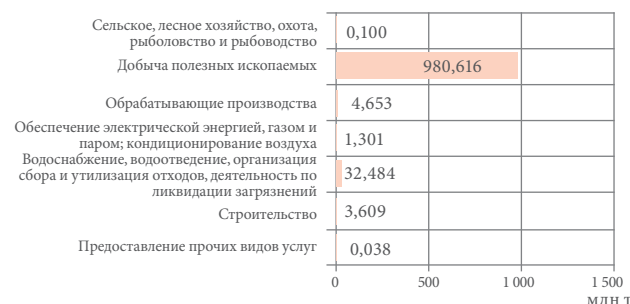 Сельское, лесное хозяйство, охота,
рыболовство и рыбоводство
0,100
Добыча полезных ископаемых
980,616
Обрабатывающие производства
4,653
Обеспечение электрической энергией, газом и
паром; кондиционирование воздуха
1,301
Водоснабжение, водоотведение, организация
сбора и утилизация отходов, деятельность по
ликвидации загрязнений
32,484
Строительство
3,609
Предоставление прочих видов услуг
0,038
0 500 1 000 1 500
млн т